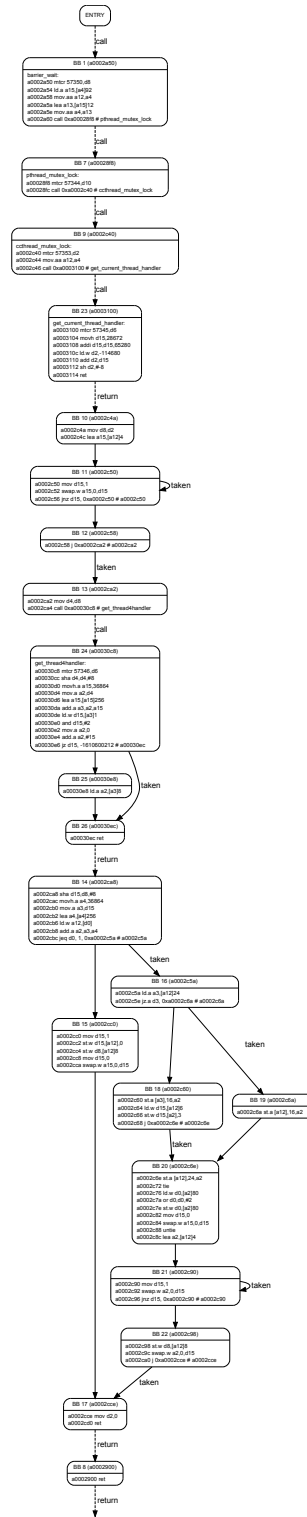 ENTRY
call
BB 1 (a0002a50)
barrier_wait:
a0002a50 mtcr 57350,d8
a0002a54 ld.a a15,[a4]92
a0002a58 mov.aa a12,a4
a0002a5a lea a13,[a15]12
a0002a5e mov.aa a4,a13
a0002a60 call 0xa00028f8 # pthread_mutex_lock
call
BB 7 (a00028f8)
pthread_mutex_lock:
a00028f8 mtcr 57344,d10
a00028fc call 0xa0002c40 # ccthread_mutex_lock
call
BB 9 (a0002c40)
ccthread_mutex_lock:
a0002c40 mtcr 57353,d2
a0002c44 mov.aa a12,a4
a0002c46 call 0xa0003100 # get_current_thread_handler
call
BB 23 (a0003100)
get_current_thread_handler:
a0003100 mtcr 57345,d6
a0003104 movh d15,28672
a0003108 addi d15,d15,65280
a000310c ld.w d2,-114680
a0003110 add d2,d15
a0003112 sh d2,#-8
a0003114 ret
return
BB 10 (a0002c4a)
a0002c4a mov d8,d2
a0002c4c lea a15,[a12]4
BB 11 (a0002c50)
a0002c50 mov d15,1
a0002c52 swap.w a15,0,d15
a0002c56 jnz d15, 0xa0002c50 # a0002c50
taken
BB 12 (a0002c58)
a0002c58 j 0xa0002ca2 # a0002ca2
taken
BB 13 (a0002ca2)
a0002ca2 mov d4,d8
a0002ca4 call 0xa00030c8 # get_thread4handler
call
BB 24 (a00030c8)
get_thread4handler:
a00030c8 mtcr 57346,d6
a00030cc sha d4,d4,#8
a00030d0 movh.a a15,36864
a00030d4 mov.a a2,d4
a00030d6 lea a15,[a15]256
a00030da add.a a3,a2,a15
a00030de ld.w d15,[a3]1
a00030e0 and d15,#2
a00030e2 mov.a a2,0
a00030e4 add.a a2,#15
a00030e6 jz d15, -1610600212 # a00030ec
BB 25 (a00030e8)
a00030e8 ld.a a2,[a3]8
taken
BB 26 (a00030ec)
a00030ec ret
return
BB 14 (a0002ca8)
a0002ca8 sha d15,d8,#8
a0002cac movh.a a4,36864
a0002cb0 mov.a a3,d15
a0002cb2 lea a4,[a4]256
a0002cb6 ld.w a12,[d0]
a0002cb8 add.a a2,a3,a4
a0002cbc jeq d0, 1, 0xa0002c5a # a0002c5a
taken
BB 16 (a0002c5a)
a0002c5a ld.a a3,[a12]24
a0002c5e jz.a d3, 0xa0002c6a # a0002c6a
BB 15 (a0002cc0)
a0002cc0 mov d15,1
a0002cc2 st.w d15,[a12],0
a0002cc4 st.w d8,[a12]8
a0002cc8 mov d15,0
a0002cca swap.w a15,0,d15
taken
BB 18 (a0002c60)
a0002c60 st.a [a3],16,a2
a0002c64 ld.w d15,[a12]6
a0002c66 st.w d15,[a2],3
a0002c68 j 0xa0002c6e # a0002c6e
BB 19 (a0002c6a)
a0002c6a st.a [a12],16,a2
taken
BB 20 (a0002c6e)
a0002c6e st.a [a12],24,a2
a0002c76 ld.w d0,[a2]80
a0002c7a or d0,d0,#2
a0002c7e st.w d0,[a2]80
a0002c82 mov d15,0
a0002c84 swap.w a15,0,d15
a0002c8c lea a2,[a12]4
BB 21 (a0002c90)
a0002c90 mov d15,1
a0002c92 swap.w a2,0,d15
a0002c96 jnz d15, 0xa0002c90 # a0002c90
taken
BB 22 (a0002c98)
a0002c98 st.w d8,[a12]8
a0002c9c swap.w a2,0,d15
a0002ca0 j 0xa0002cce # a0002cce
taken
BB 17 (a0002cce)
a0002cce mov d2,0
a0002cd0 ret
return
BB 8 (a0002900)
a0002900 ret
return